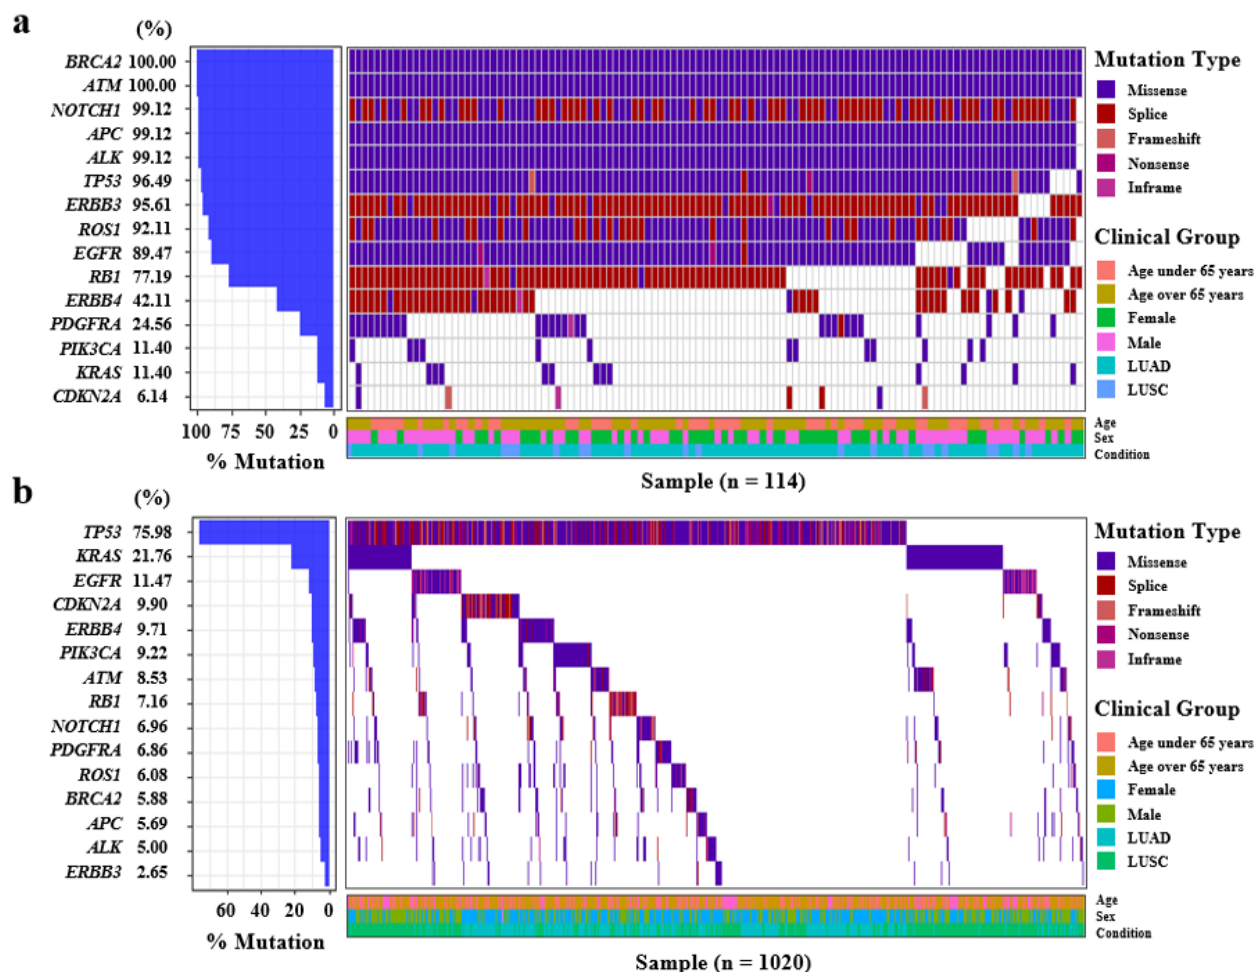 a
(%)
BRCA2 100.00
ATM 100.00
NOTCH1 99.12
APC 99.12
ALK 99.12
TP53 96.49
ERBB3 95.61
ROS1 92.11
EGFR 89.47
RB1 77.19
ERBB4 42.11
PDGFRA 24.56
PIK3CA 11.40
KRAS 11.40
CDKN2A 6.14
100 75 50 25 0
% Mutation
Mutation Type
Missense
Splice
Frameshift
Nonsense
Inframe
Clinical Group
Age under 65 years
Age over 65 years
Female
Male
LUAD
LUSC
Age
Sex
Condition
Sample (n = 114)
b
(%)
TP53 75.98
KRAS 21.76
EGFR 11.47
CDKN2A 9.90
ERBB4 9.71
PIK3CA 9.22
ATM 8.53
RB1 7.16
NOTCH1 6.96
PDGFRA 6.86
ROS1 6.08
BRCA2 5.88
APC 5.69
ALK 5.00
ERBB3 2.65
60 40 20 0
% Mutation
Mutation Type
Missense
Splice
Frameshift
Nonsense
Inframe
Clinical Group
Age under 65 years
Age over 65 years
Female
Male
LUAD
LUSC
Age
Sex
Condition
Sample (n = 1020)